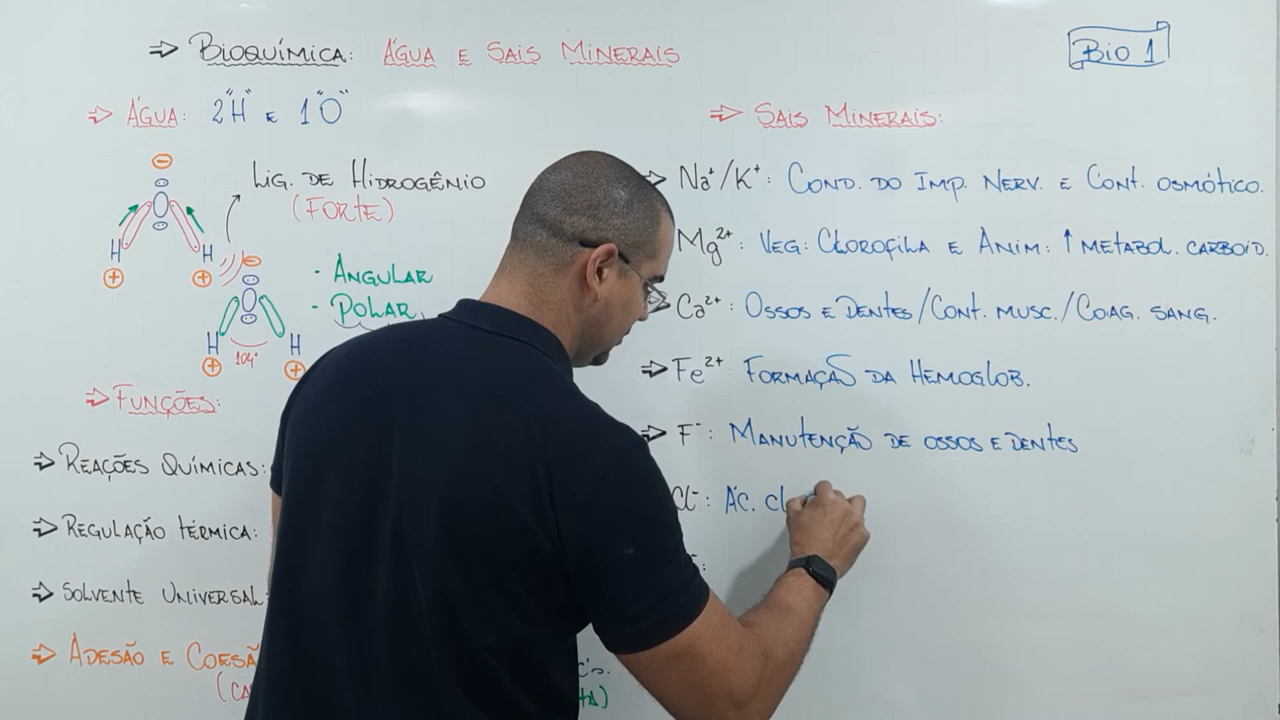 ⇒ BIOQUÍMICA: ÁGUA E SAIS MINERAIS
BIO 1
⇒ ÁGUA: 2"H" E 1"O"
LIG. DE HIDROGÊNIO
(FORTE)
H
H
· ANGULAR
· POLAR
H
H
104°
⇒ FUNÇÕES:
⇒ REAÇÕES QUÍMICAS:
⇒ REGULAÇÃO TÉRMICA:
⇒ SOLVENTE UNIVERSAL:
⇒ ADESÃO E
⇒ SAIS MINERAIS:
⇒ Na⁺/K⁺: COND. DO IMP. NERV. E CONT. OSMÓTICO.
Mg²⁺: VEG: CLOROFILA E ANIM: ↑ METABOL. CARBOID.
⇒ Ca²⁺: OSSOS E DENTES/CONT. MUSC./COAG. SANG.
⇒ Fe²⁺: FORMAÇÃO DA HEMOGLOB.
⇒ F⁻: MANUTENÇÃO DE OSSOS E DENTES
Cl⁻: ÁC.